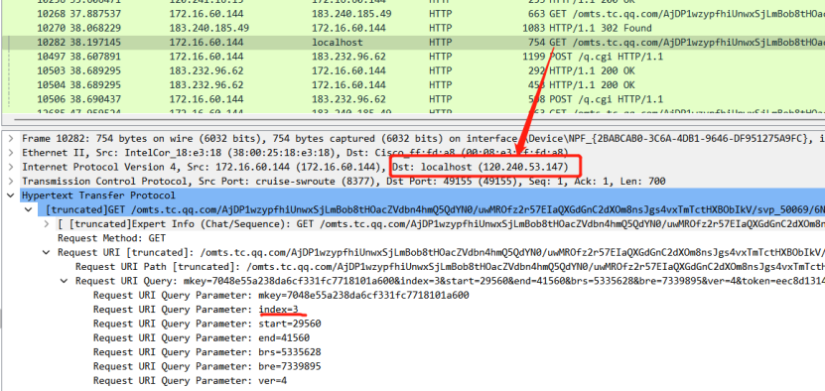 10268 37.887537 172.16.60.144 183.240.185.49 HTTP 663 GET /omts.tc.qq.com/AjDP1wzypfhiUnwxSjLmBob8tHOac
10270 38.068229 183.240.185.49 172.16.60.144 HTTP 1083 HTTP/1.1 302 Found
10282 38.197145 172.16.60.144 localhost HTTP 754 GET /omts.tc.qq.com/AjDP1wzypfhiUnwxSjLmBob8tHOac
10497 38.607891 172.16.60.144 183.232.96.62 HTTP 1199 POST /q.cgi HTTP/1.1
10503 38.689295 183.232.96.62 172.16.60.144 HTTP 292 HTTP/1.1 200 OK
10504 38.689295 183.232.96.62 172.16.60.144 HTTP HTTP/1.1 200 OK
10506 38.690437 172.16.60.144 183.232.96.62 HTTP POST /q.cgi HTTP/1.1
Frame 10282: 754 bytes on wire (6032 bits), 754 bytes captured (6032 bits) on interface \Device\NPF_{2BABCAB0-3C6A-4DB1-9646-DF951275A9FC}, i
Ethernet II, Src: IntelCor_18:e3:18 (38:00:25:18:e3:18), Dst:
Internet Protocol Version 4, Src: 172.16.60.144 (172.16.60.144), Dst: localhost (120.240.53.147)
Transmission Control Protocol, Src Port: cruise-swroute (8377), Dst Port: 49155 (49155), Seq: 1, Ack: 1, Len: 700
Hypertext Transfer Protocol
[truncated]GET /omts.tc.qq.com/AjDP1wzypfhiUnwxSjLmBob8tHOacZVdbn4hmQ5QdYN0/uwMROfz2r57EIaQXGdGnC2dXOm8nsJgs4vxTmTctHXBObIkV/svp_50069/6N
[ [truncated]Expert Info (Chat/Sequence): GET /omts.tc.qq.com/AjDP1wzypfhiUnwxSjLmBob8tHOacZVdbn4hmQ5QdYN0/uwMROfz2r57EIaQXGdGnC2dXOm8nsJgs4vxTm
Request Method: GET
Request URI [truncated]: /omts.tc.qq.com/AjDP1wzypfhiUnwxSjLmBob8tHOacZVdbn4hmQ5QdYN0/uwMROfz2r57EIaQXGdGnC2dXOm8nsJgs4vxTmTctHXBObIkV/
Request URI Path [truncated]: /omts.tc.qq.com/AjDP1wzypfhiUnwxSjLmBob8tHOacZVdbn4hmQ5QdYN0/uwMROfz2r57EIaQXGdGnC2dXOm8nsJgs4vxTmTctHX
Request URI Query: mkey=7048e55a238da6cf331fc7718101a600&index=3&start=29560&end=41560&brs=5335628&bre=7339895&ver=4&token=eec8d1314
Request URI Query Parameter: mkey=7048e55a238da6cf331fc7718101a600
Request URI Query Parameter: index=3
Request URI Query Parameter: start=29560
Request URI Query Parameter: end=41560
Request URI Query Parameter: brs=5335628
Request URI Query Parameter: bre=7339895
Request URI Query Parameter: ver=4